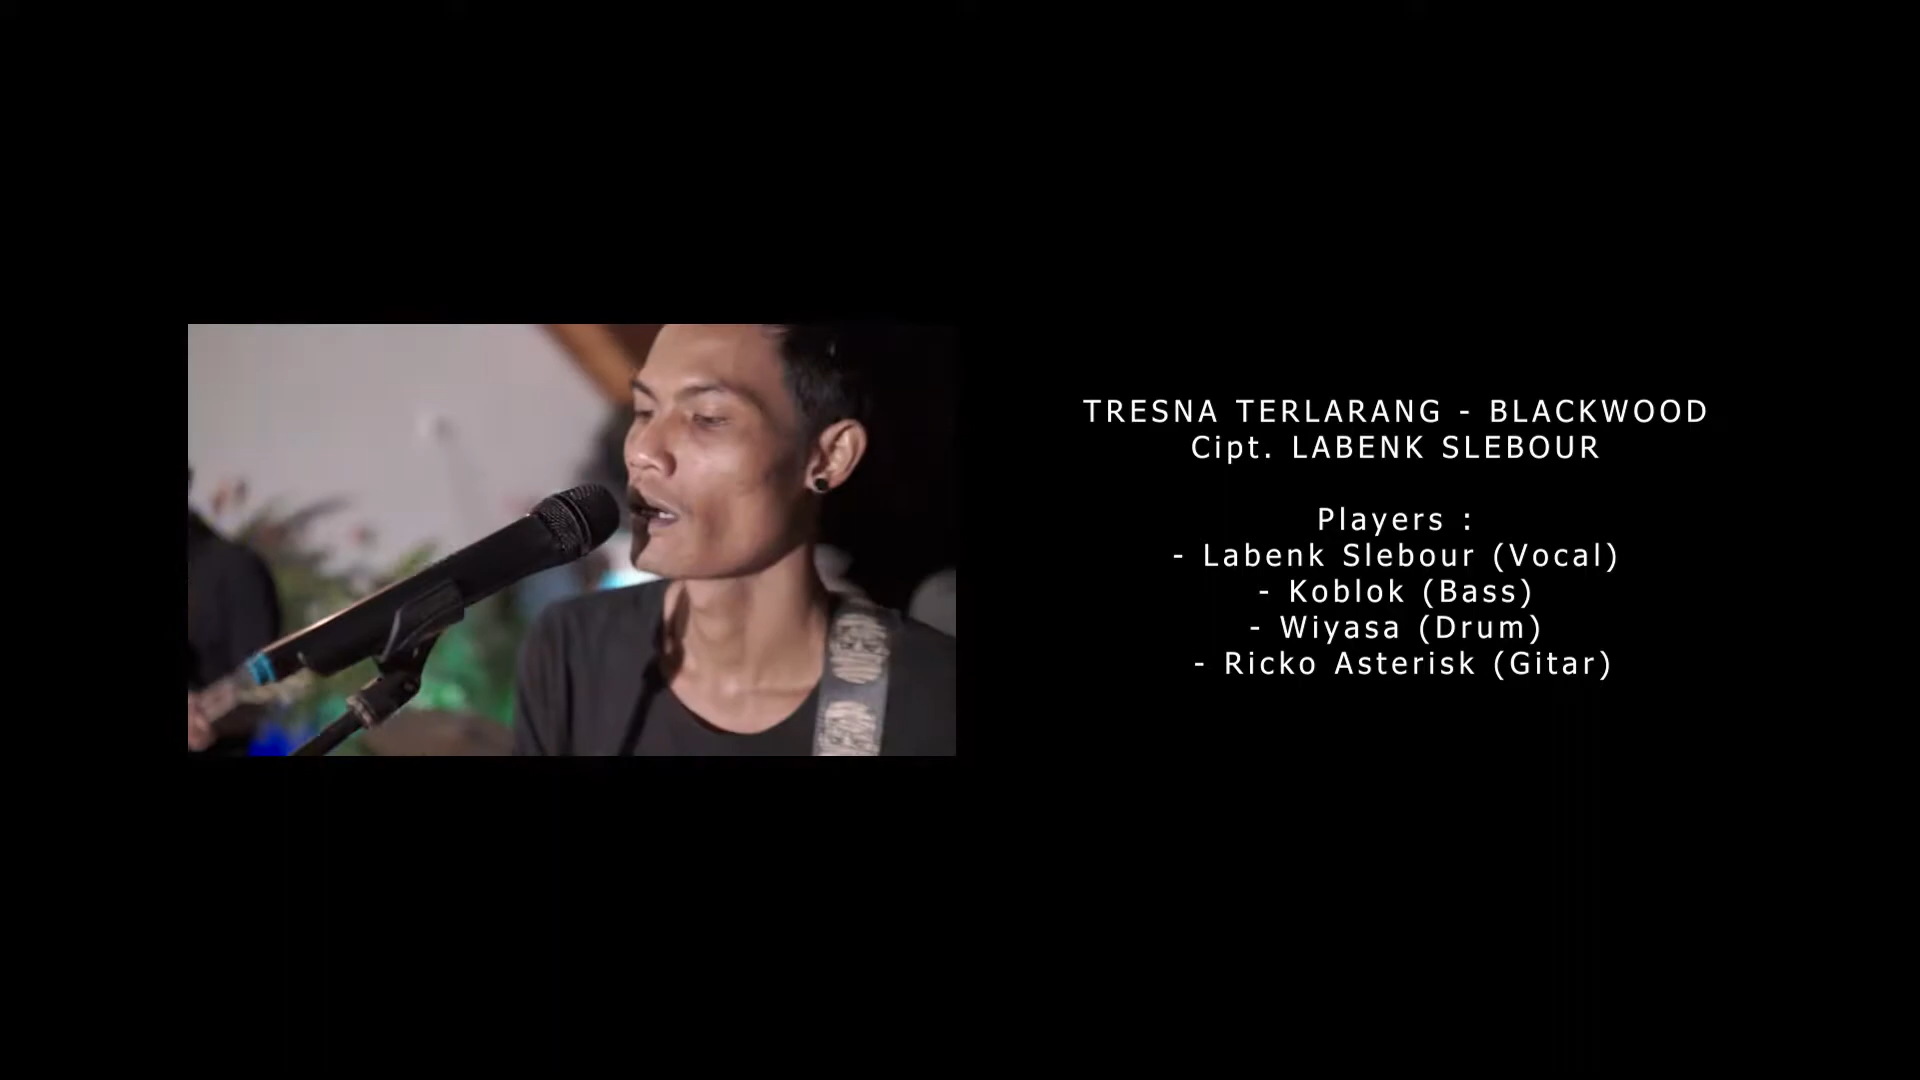 TRESNA TERLARANG - BLACKWOOD
Cipt. LABENK SLEBOUR
Players :
- Labenk Slebour (Vocal)
- Koblok (Bass)
- Wiyasa (Drum)
- Ricko Asterisk (Gitar)